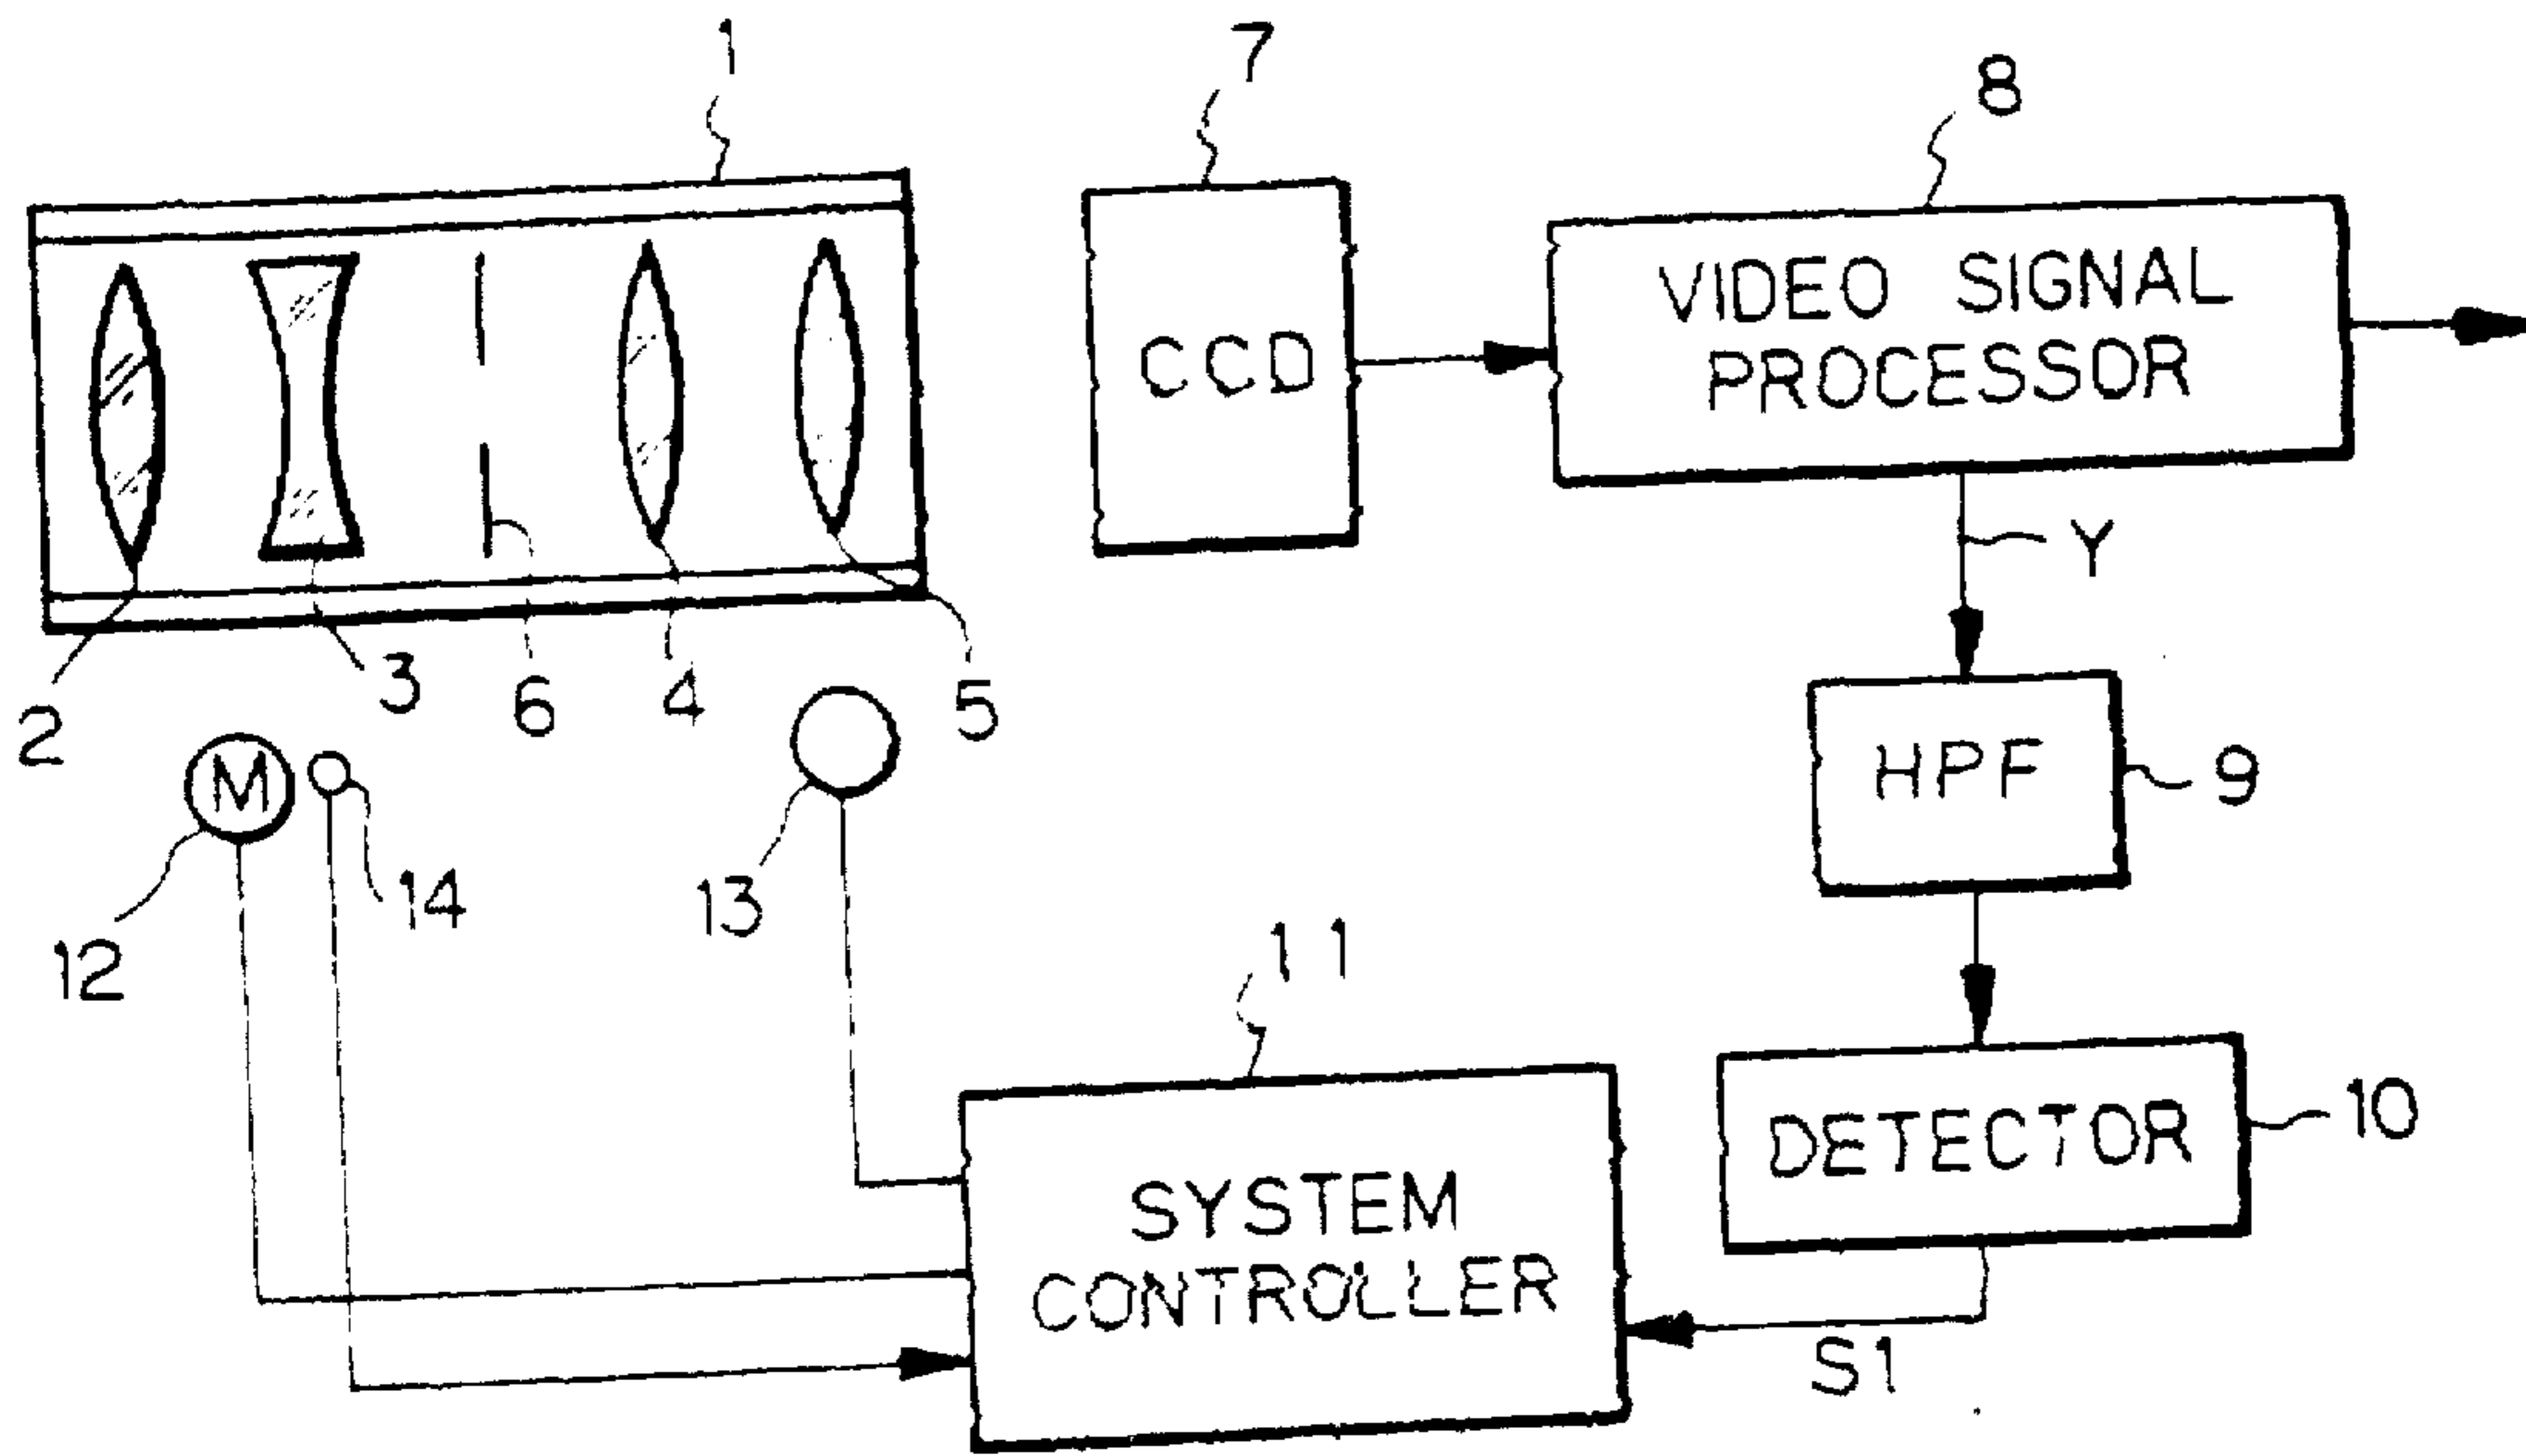 1
7
8
CCD
VIDEO SIGNAL
PROCESSOR
Y
2
3
6
4
5
M
14
13
12
HPF
9
11
DETECTOR
10
SYSTEM
CONTROLLER
S1